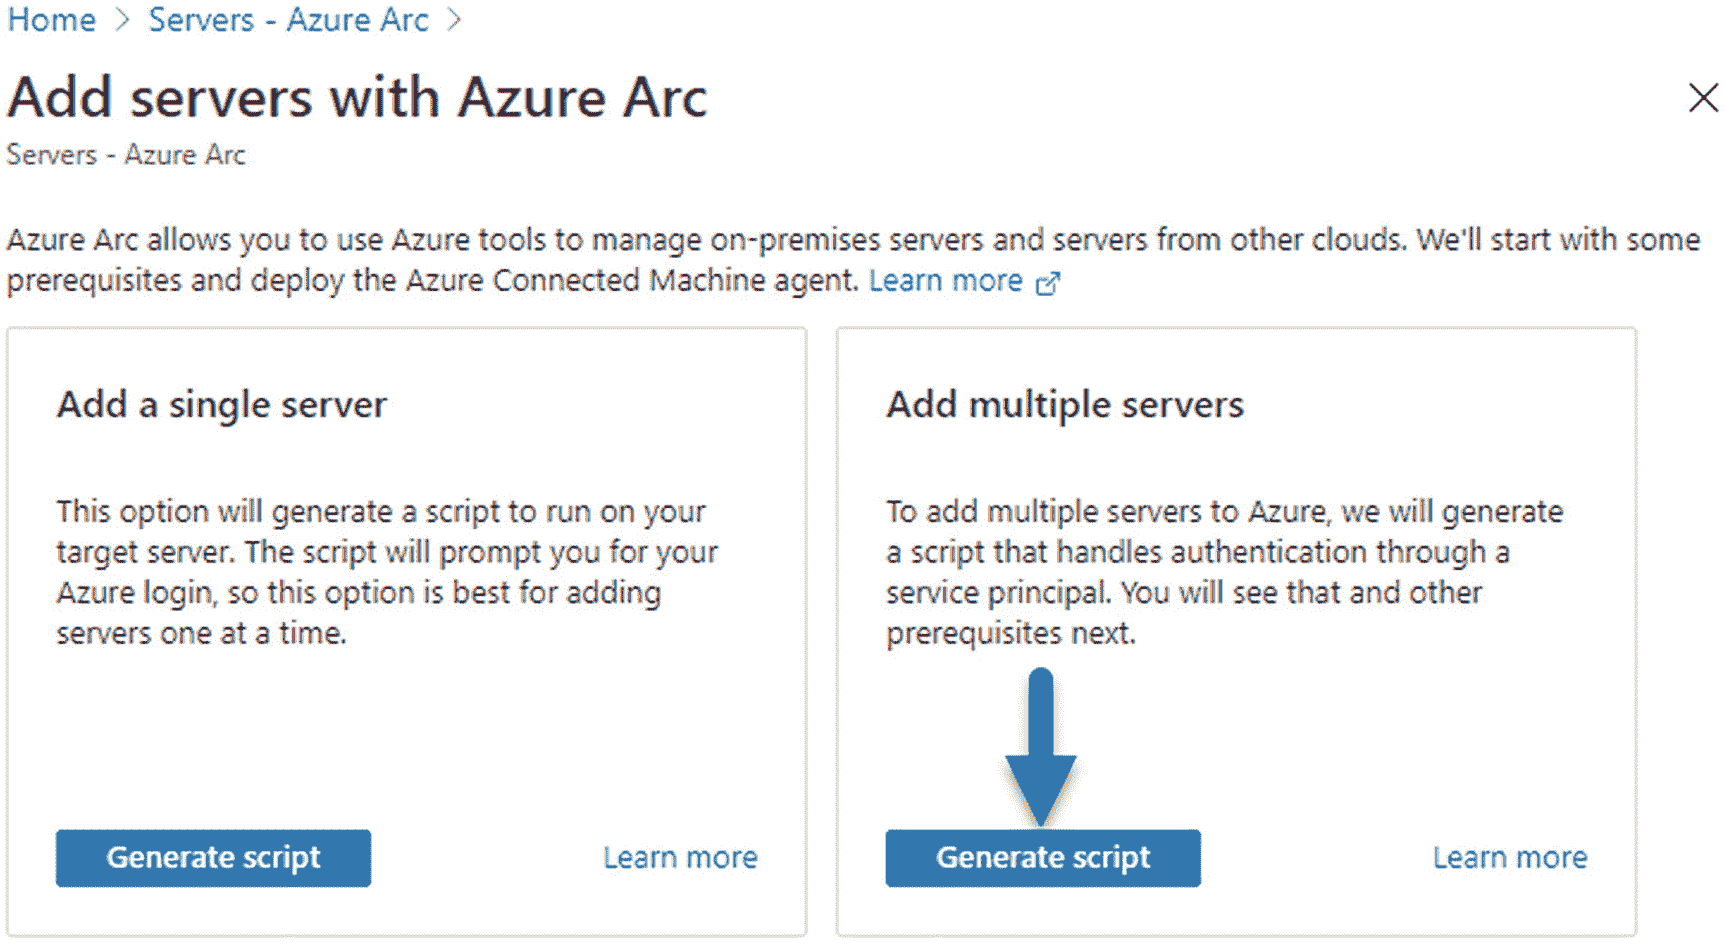 Home > Servers - Azure Arc >
Add servers with Azure Arc
Servers - Azure Arc
Azure Arc allows you to use Azure tools to manage on-premises servers and servers from other clouds. We'll start with some
prerequisites and deploy the Azure Connected Machine agent. Learn more
Add a single server
This option will generate a script to run on your
target server. The script will prompt you for your
Azure login, so this option is best for adding
servers one at a time.
Generate script
Learn more
Add multiple servers
To add multiple servers to Azure, we will generate
a script that handles authentication through a
service principal. You will see that and other
prerequisites next.
Generate script
Learn more